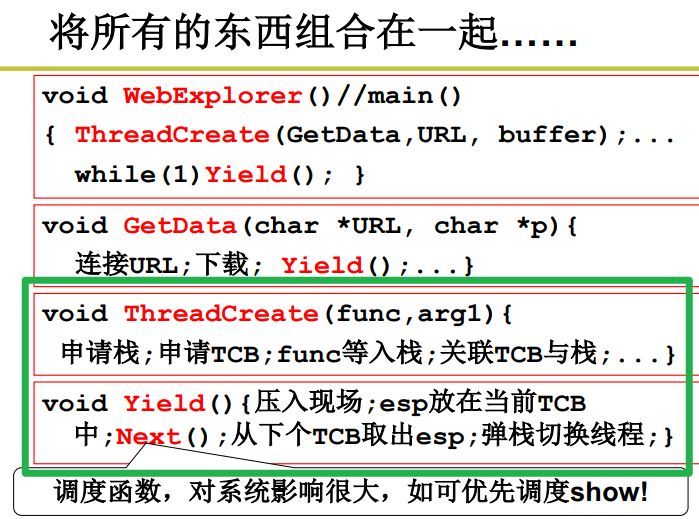 将所有的东西组合在一起……
void WebExplorer()//main()
{ ThreadCreate(GetData,URL, buffer);...
while(1)Yield(); }
void GetData(char *URL, char *p){
连接URL;下载; Yield();...}
void ThreadCreate(func,arg1){
申请栈;申请TCB;func等入栈;关联TCB与栈;...}
void Yield(){压入现场;esp放在当前TCB
中;Next();从下个TCB取出esp;弹栈切换线程;}
调度函数，对系统影响很大，如可优先调度show!